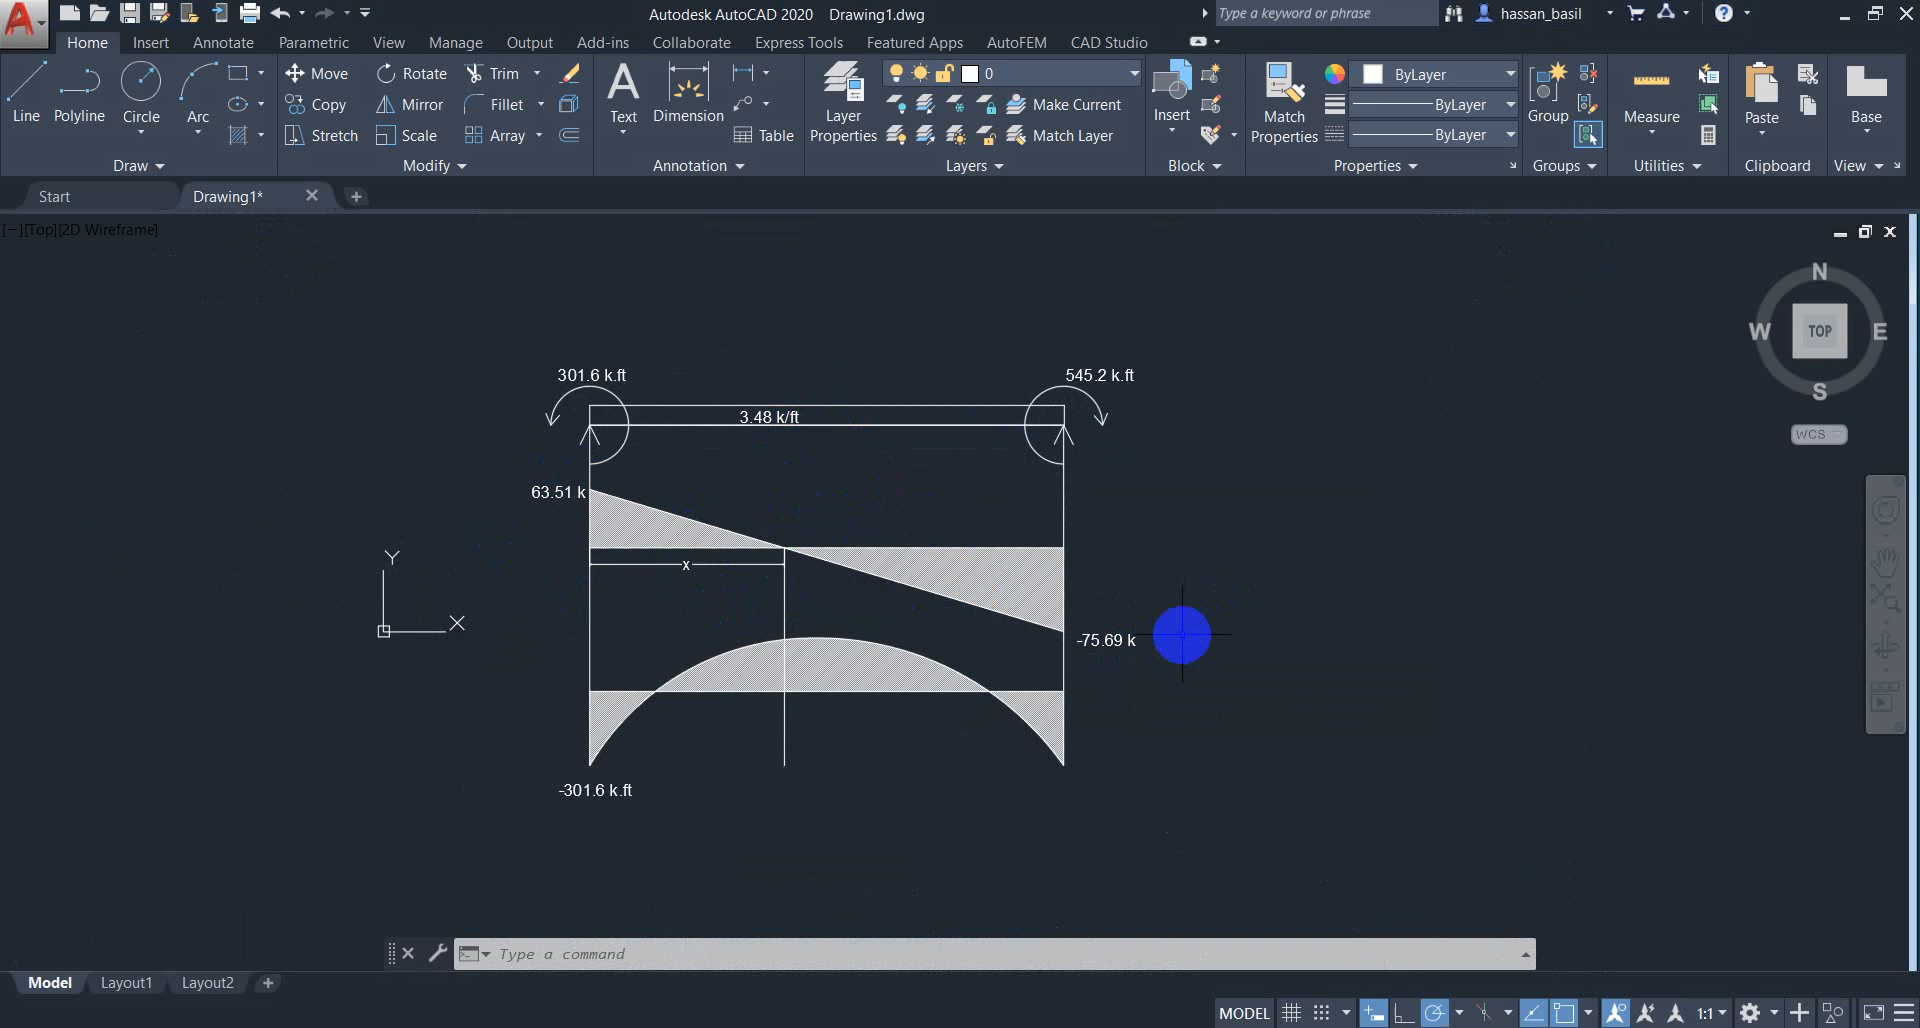 Autodesk AutoCAD 2020 Drawing1.dwg
Type a keyword or phrase
hassan_basil
Home Insert Annotate Parametric View Manage Output Add-ins Collaborate Express Tools Featured Apps AutoFEM CAD Studio
Line Polyline Circle Arc
Draw
Move Rotate Trim
Copy Mirror Fillet
Stretch Scale Array
Modify
Text Dimension Table
Annotation
Layer Properties
0
Make Current
Match Layer
Layers
Insert
Block
Match Properties
ByLayer
ByLayer
ByLayer
Properties
Group
Groups
Measure
Utilities
Paste
Clipboard
Base
View
Start Drawing1*
[−][Top][2D Wireframe]
N
W TOP E
S
WCS
301.6 k.ft 545.2 k.ft
3.48 k/ft
63.51 k
x
Y
X
-75.69 k
-301.6 k.ft
Type a command
Model Layout1 Layout2
MODEL 1:1